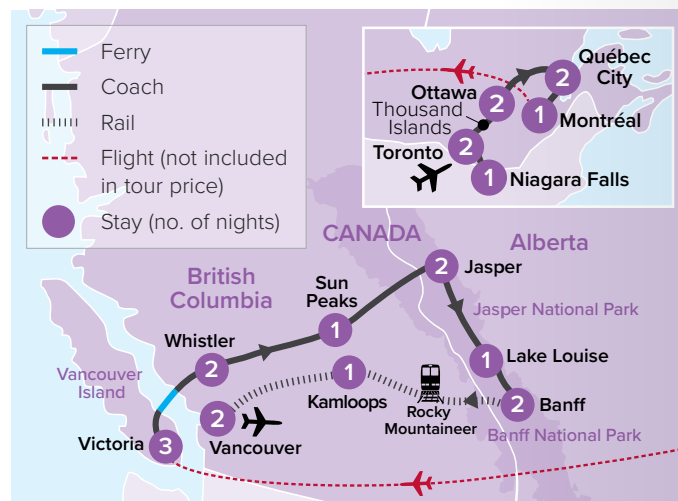 Ferry
Coach
Rail
Flight (not included
in tour price)
Stay (no. of nights)
Québec
City
2
Ottawa
2
1
Thousand
Islands
Montréal
Toronto
2
1
Niagara Falls
CANADA
Alberta
2
Jasper
British
Columbia
Sun
Peaks
1
Jasper National Park
Whistler
2
1
Lake Louise
Vancouver
Island
1
Kamloops
Rocky
Mountaineer
2
Banff
2
Vancouver
Banff National Park
Victoria
3